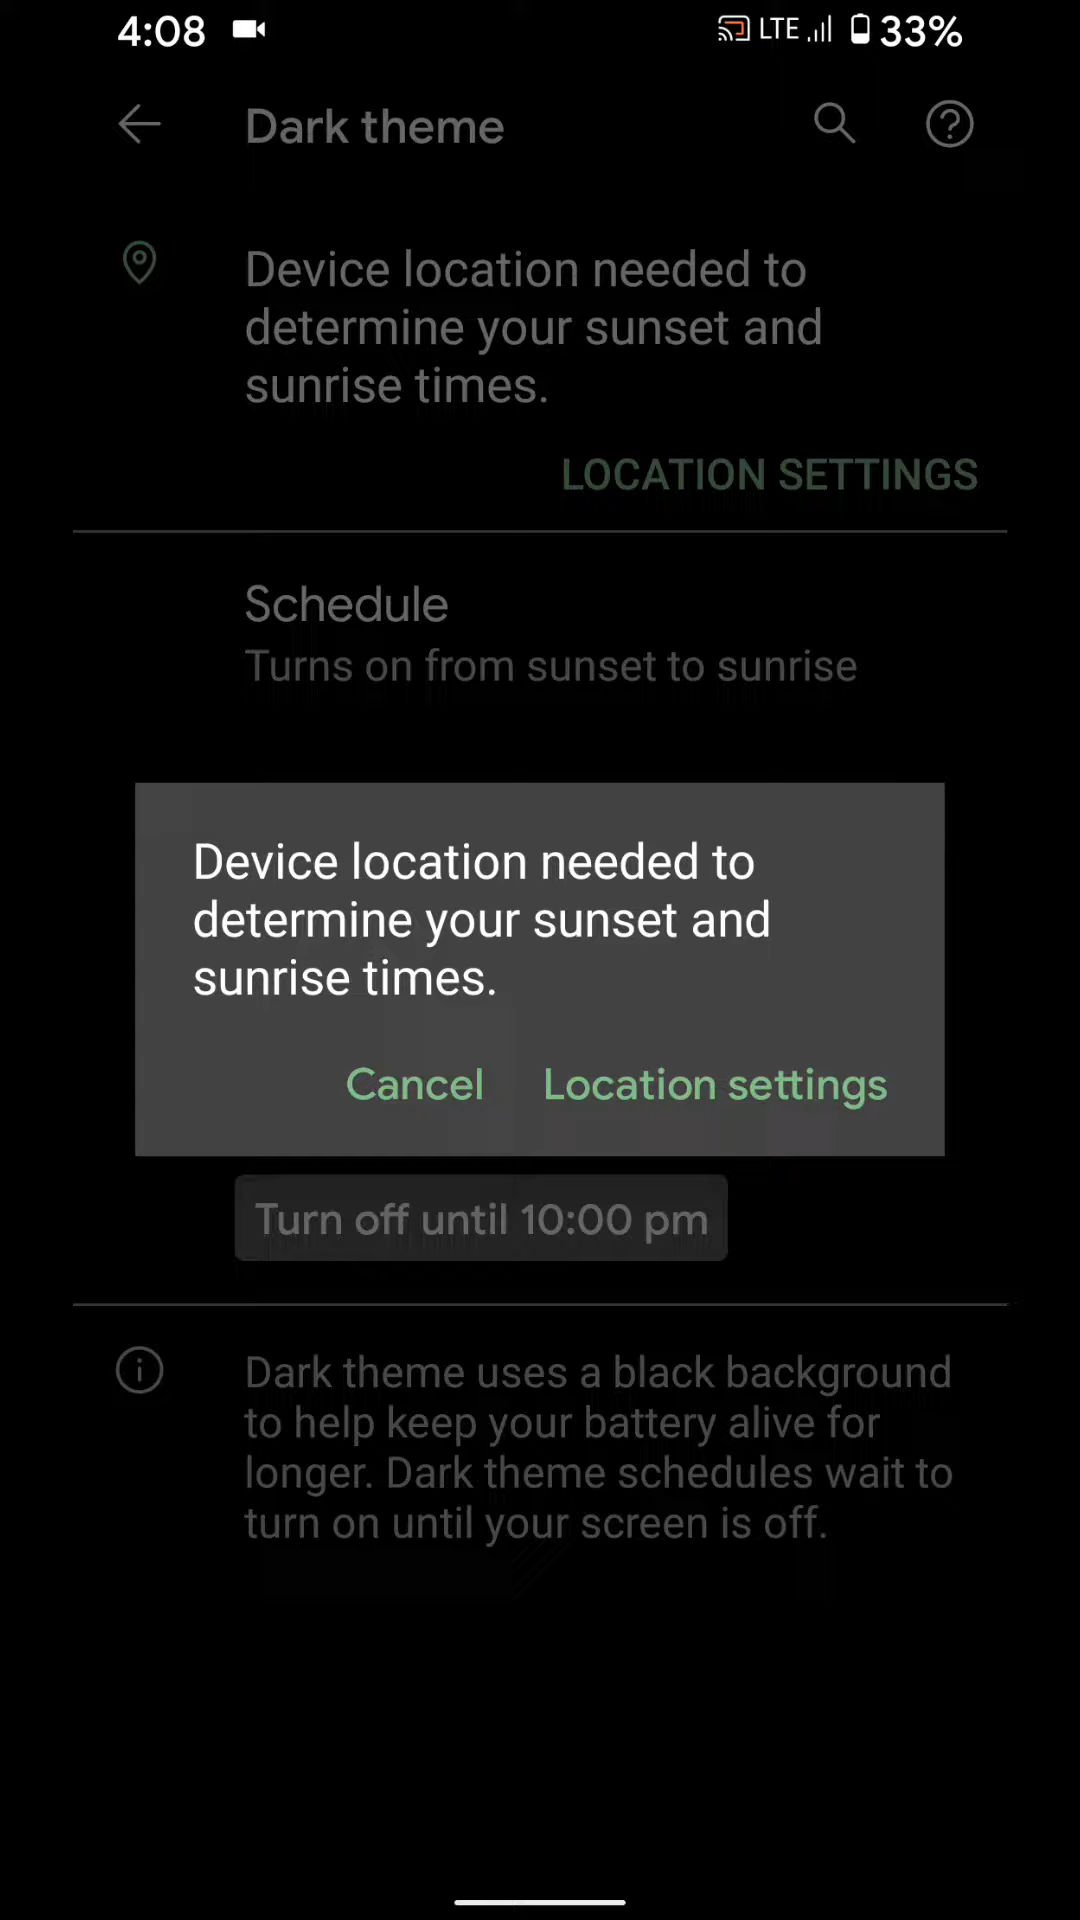 4:08 LTE 33%
Dark theme
Device location needed to
determine your sunset and
sunrise times.
LOCATION SETTINGS
Schedule
Turns on from sunset to sunrise
Device location needed to
determine your sunset and
sunrise times.
Cancel Location settings
Turn off until 10:00 pm
Dark theme uses a black background
to help keep your battery alive for
longer. Dark theme schedules wait to
turn on until your screen is off.